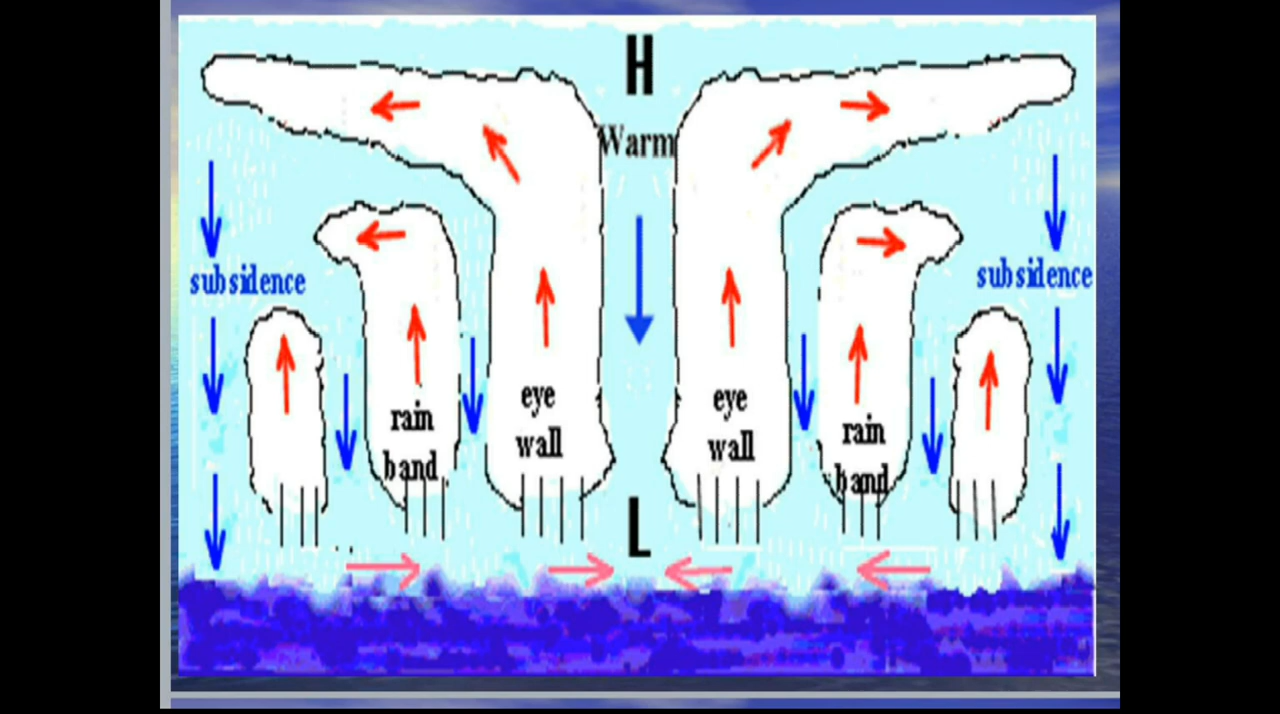 H
Warm
subsidence
subsidence
eye
wall
eye
wall
rain
band
rain
band
L